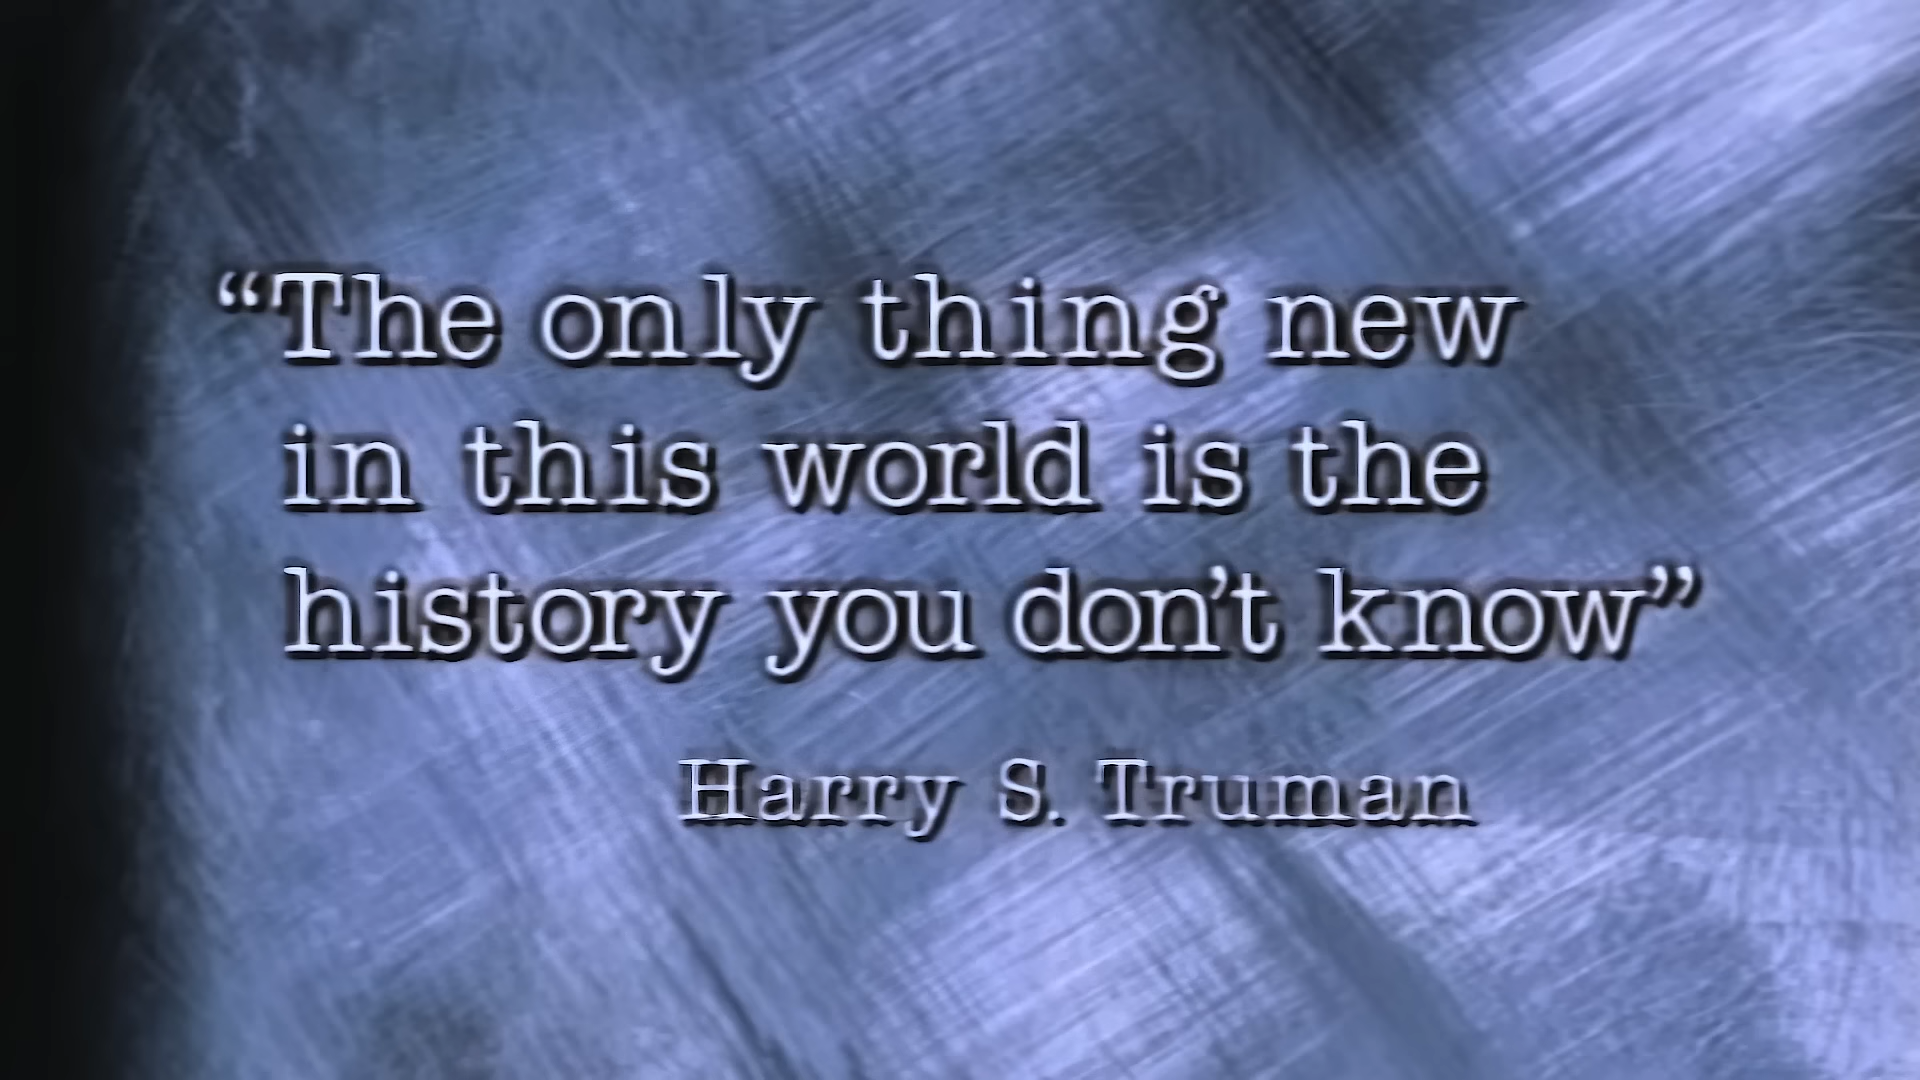 “The only thing new
in this world is the
history you don’t know”
Harry S. Truman